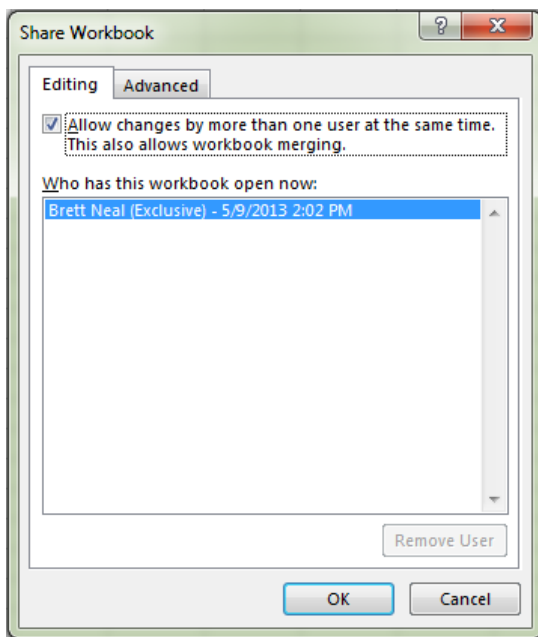 Share Workbook
? X
Editing Advanced
Allow changes by more than one user at the same time.
This also allows workbook merging.
Who has this workbook open now:
Brett Neal (Exclusive) - 5/9/2013 2:02 PM
Remove User
OK Cancel